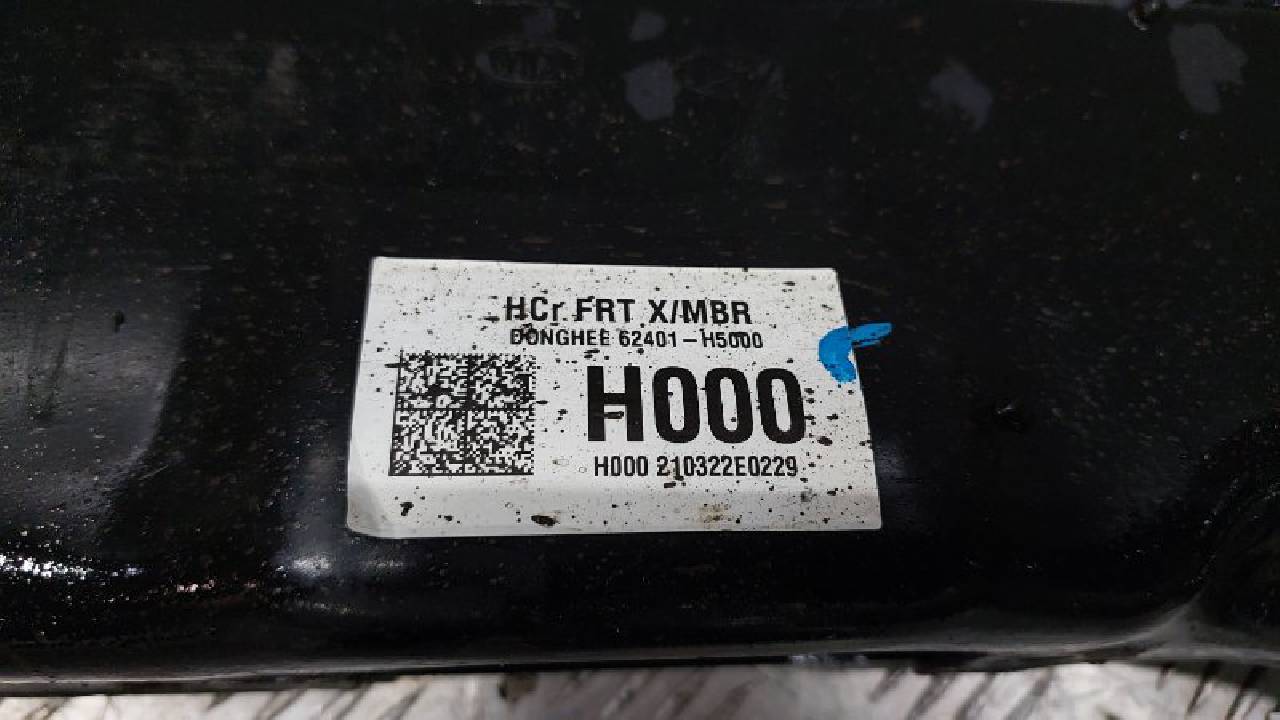 HCr FRT X/MBR
DONGHEE 62401-H5000
H000
H000 210322E0229